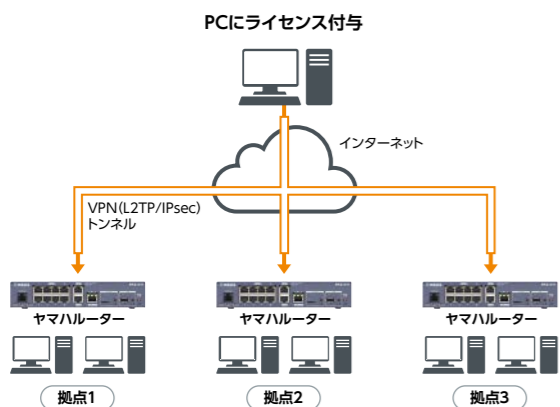 PCにライセンス付与
インターネット
VPN(L2TP/IPsec)
トンネル
ヤマハルーター
ヤマハルーター
ヤマハルーター
拠点1
拠点2
拠点3